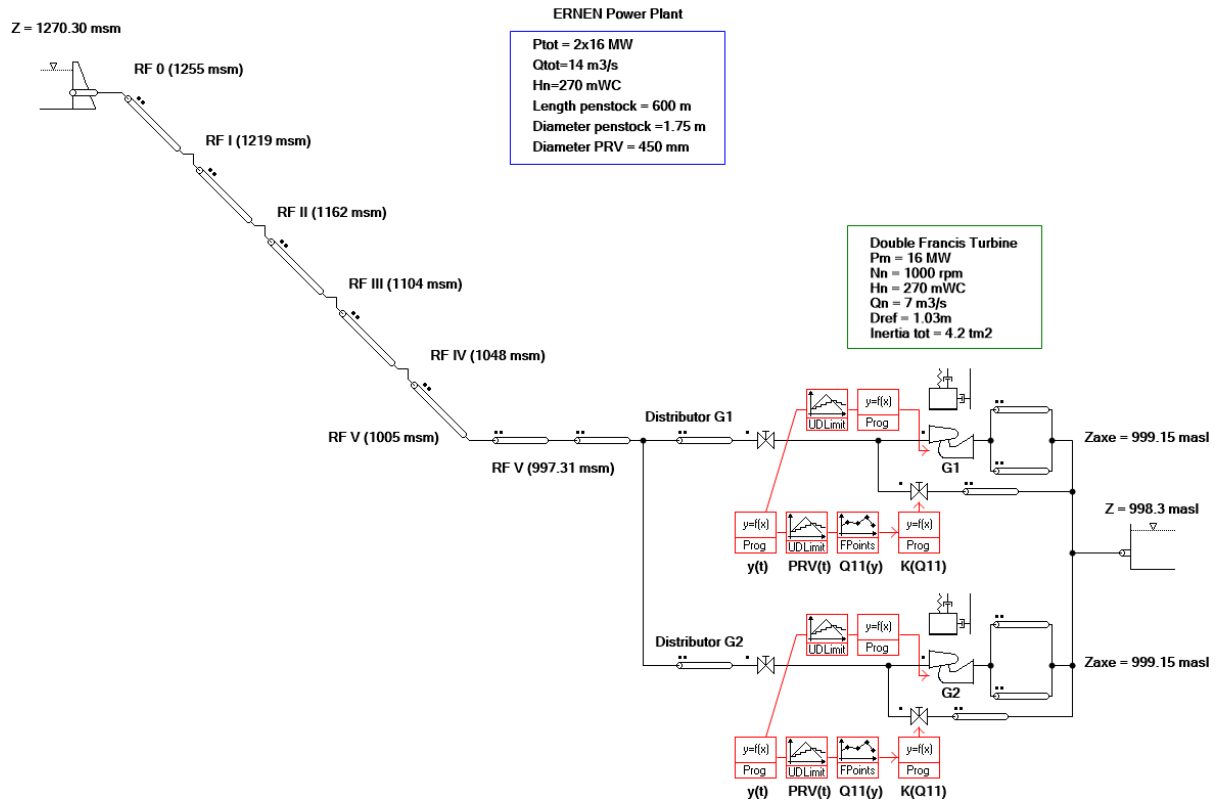 ERNEN Power Plant
Z = 1270.30 msm
Ptot = 2x16 MW
Qtot=14 m3/s
Hn=270 mWC
Length penstock = 600 m
Diameter penstock =1.75 m
Diameter PRV = 450 mm
RF 0 (1255 msm)
RF I (1219 msm)
RF II (1162 msm)
RF III (1104 msm)
RF IV (1048 msm)
RF V (1005 msm)
RF V (997.31 msm)
Double Francis Turbine
Pm = 16 MW
Nn = 1000 rpm
Hn = 270 mWC
Qn = 7 m3/s
Dref = 1.03m
Inertia tot = 4.2 tm2
Distributor G1
UDLimit
y=f(x)
Prog
G1
Zaxe = 999.15 masl
Z = 998.3 masl
y=f(x)
Prog
UDLimit
FPoints
y=f(x)
Prog
y(t)
PRV(t)
Q11(y)
K(Q11)
Distributor G2
UDLimit
y=f(x)
Prog
G2
Zaxe = 999.15 masl
y=f(x)
Prog
UDLimit
FPoints
y=f(x)
Prog
y(t)
PRV(t)
Q11(y)
K(Q11)